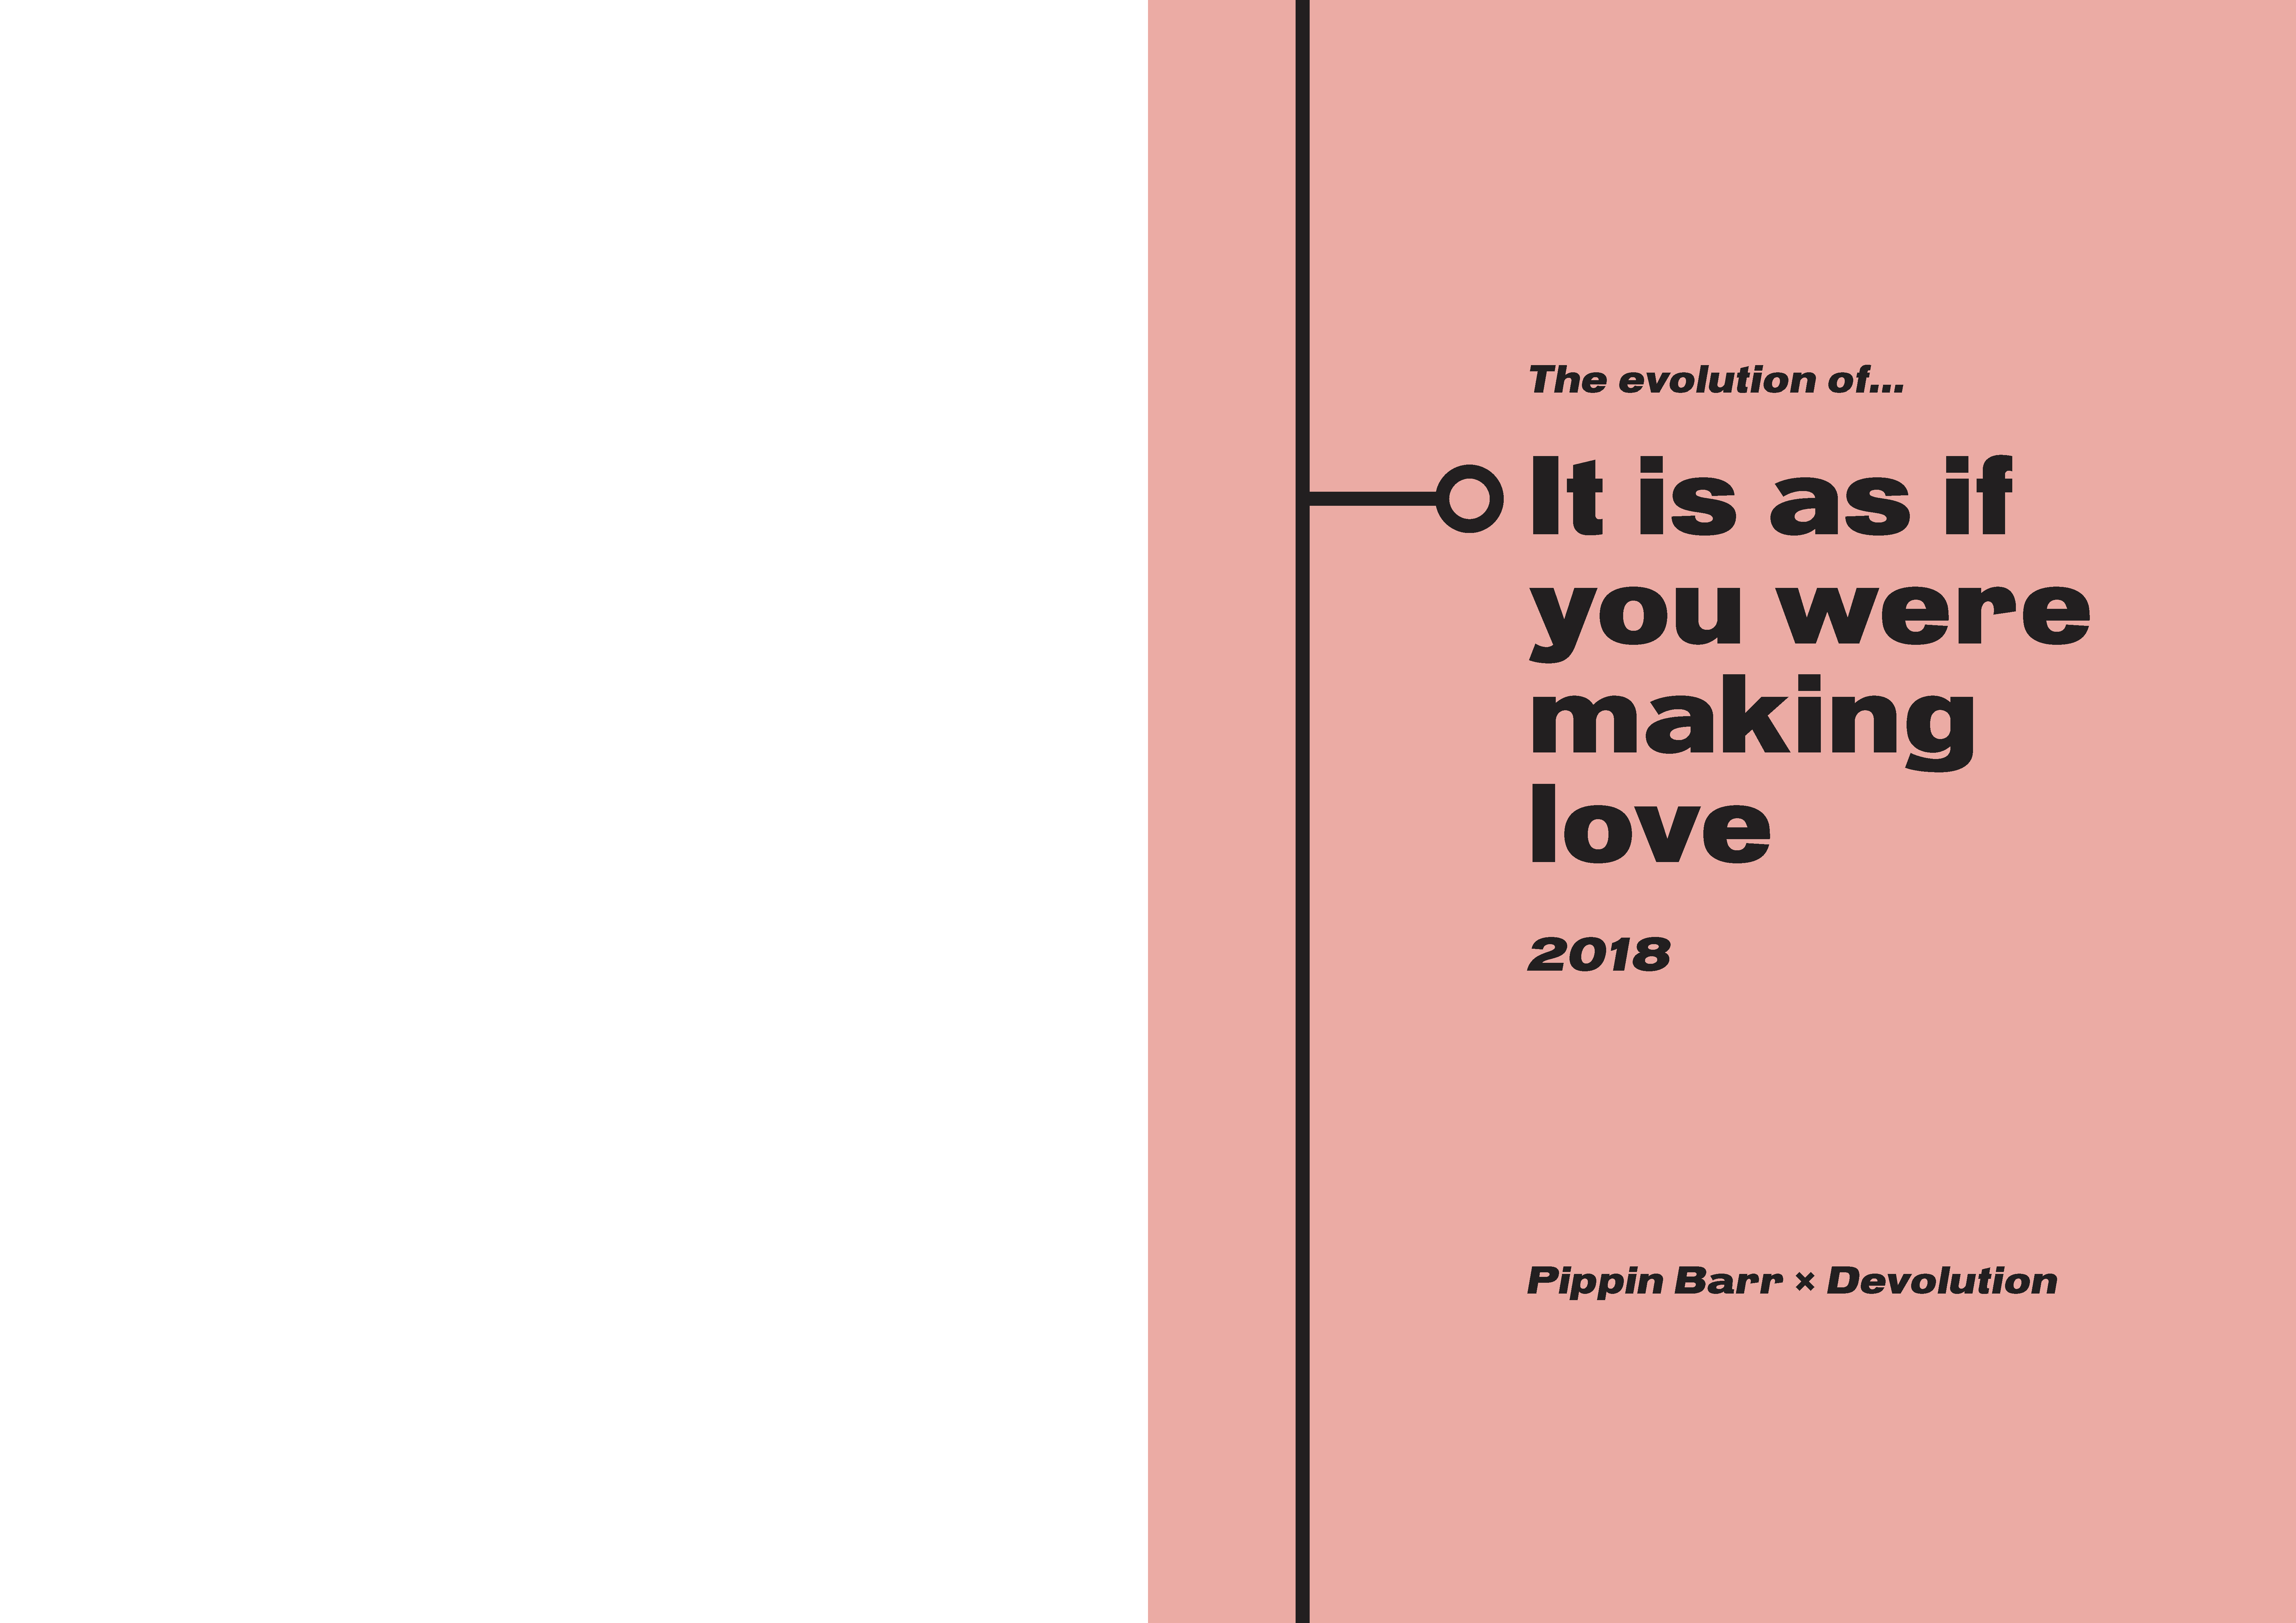 The evolution of...
It is as if
you were
making
love
2018
Pippin Barr × Devolution